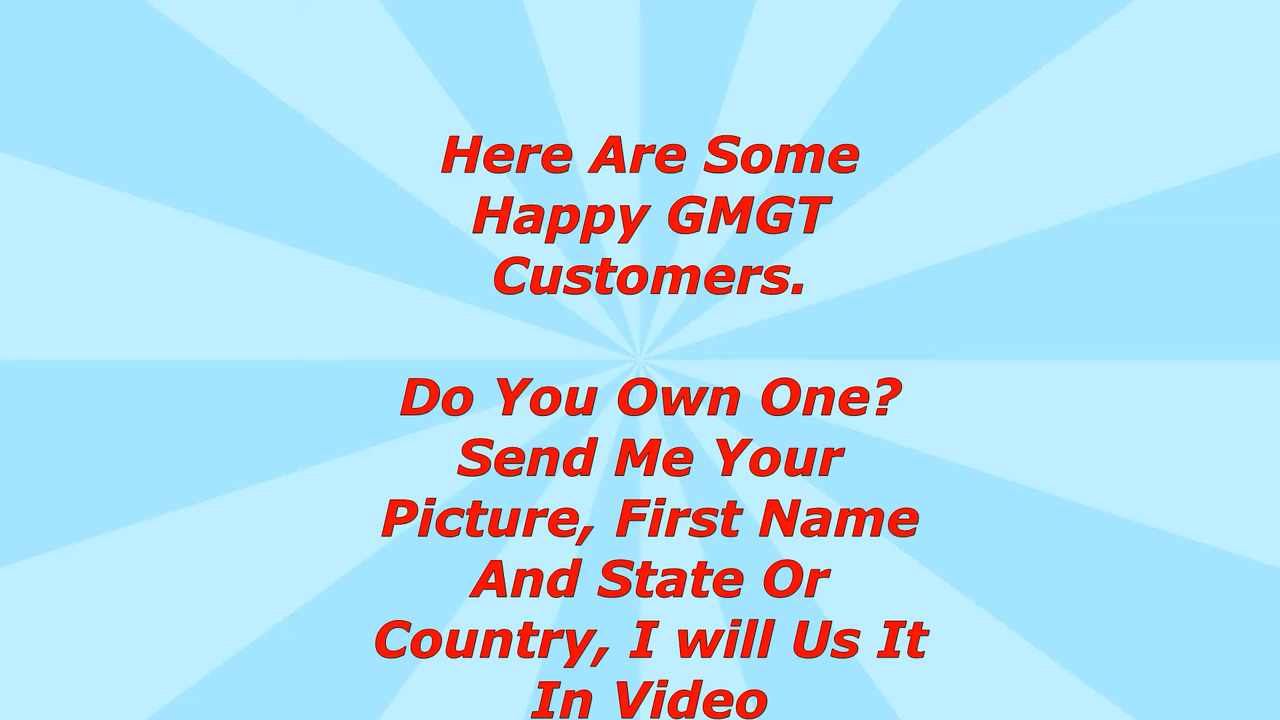 Here Are Some
Happy GMGT
Customers.
Do You Own One?
Send Me Your
Picture, First Name
And State Or
Country, I will Us It
In Video